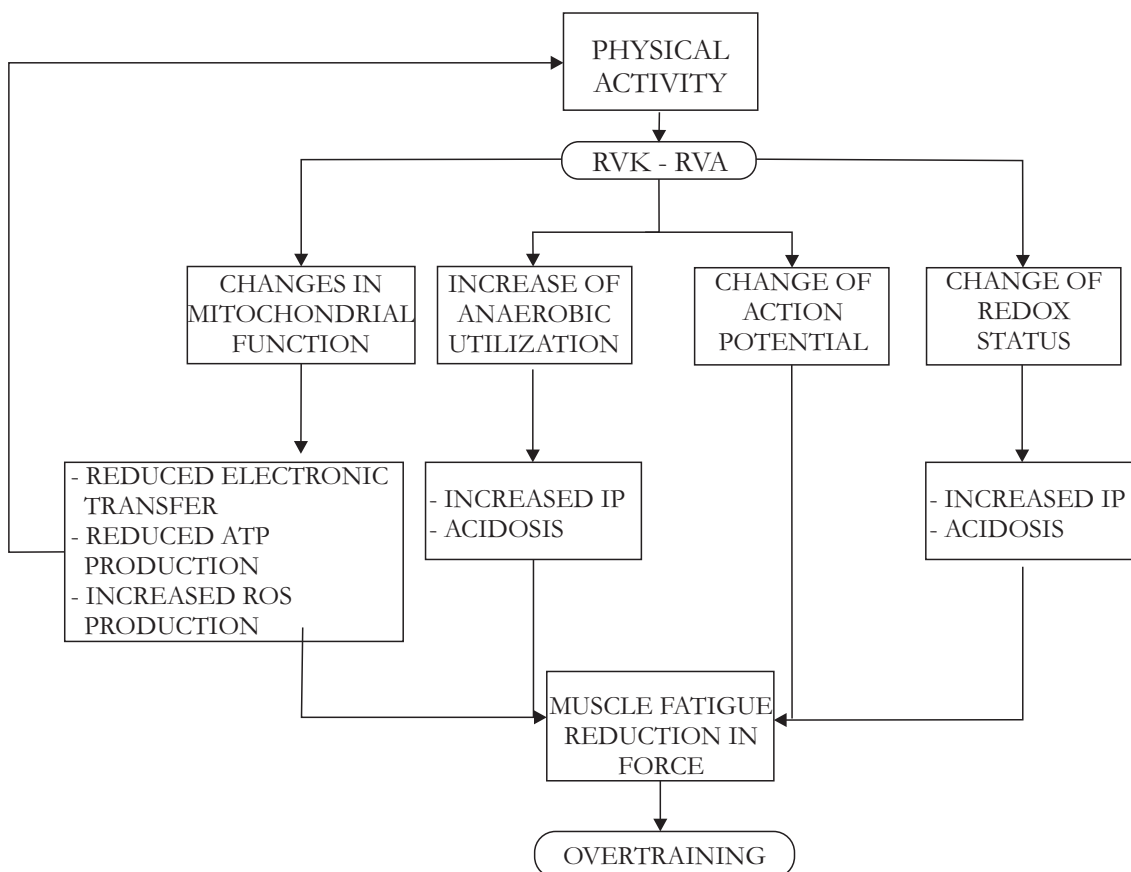 PHYSICAL
ACTIVITY
RVK - RVA
CHANGES IN
MITOCHONDRIAL
FUNCTION
INCREASE OF
ANAEROBIC
UTILIZATION
CHANGE OF
ACTION
POTENTIAL
CHANGE OF
REDOX
STATUS
- REDUCED ELECTRONIC
TRANSFER
- REDUCED ATP
PRODUCTION
- INCREASED ROS
PRODUCTION
- INCREASED IP
- ACIDOSIS
- INCREASED IP
- ACIDOSIS
MUSCLE FATIGUE
REDUCTION IN
FORCE
OVERTRAINING